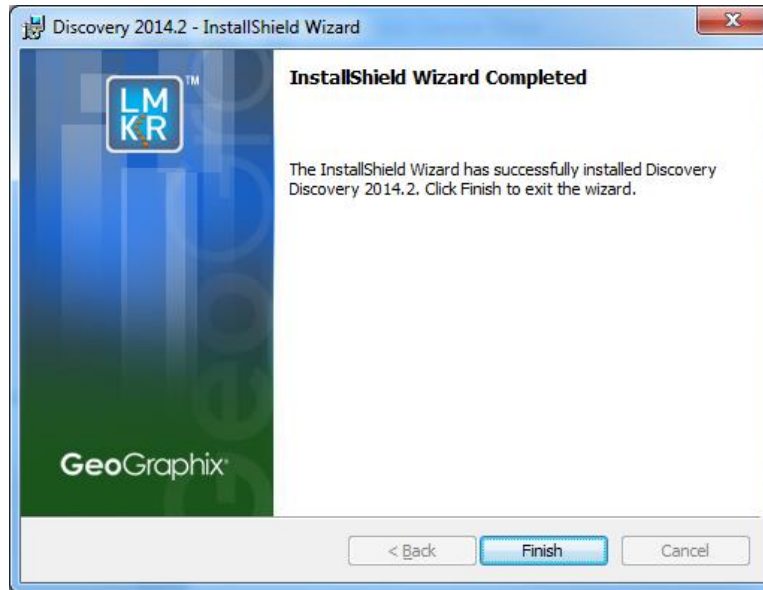 Discovery 2014.2 - InstallShield Wizard
LM
KR
TM
InstallShield Wizard Completed
The InstallShield Wizard has successfully installed Discovery
Discovery 2014.2. Click Finish to exit the wizard.
GeoGra
GeoGraphix
< Back
Finish
Cancel